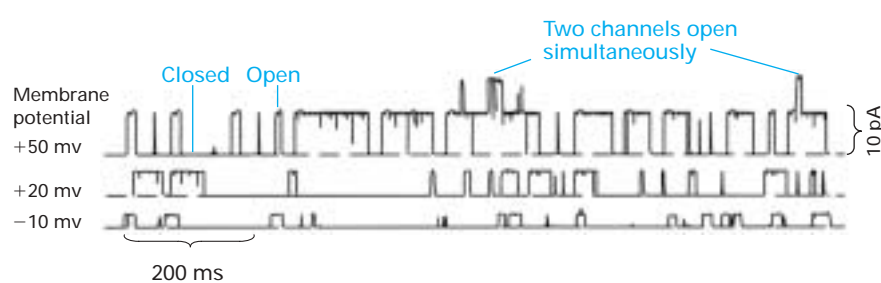 Two channels open
simultaneously
Closed Open
Membrane
potential
+50 mv
10 pA
+20 mv
−10 mv
200 ms